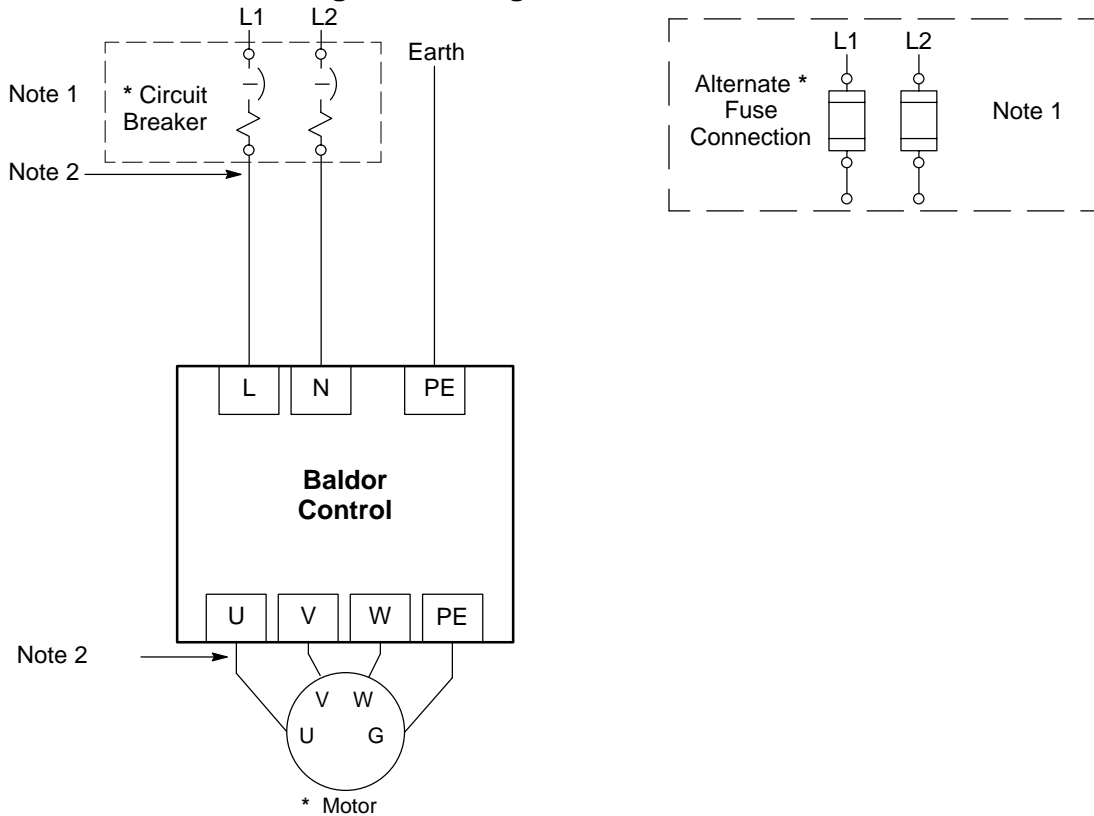 L1 L2
Earth
Note 1
* Circuit
Breaker
Note 2
L1 L2
Alternate *
Fuse
Connection
Note 1
L N PE
Baldor
Control
U V W PE
Note 2
V W
U G
* Motor